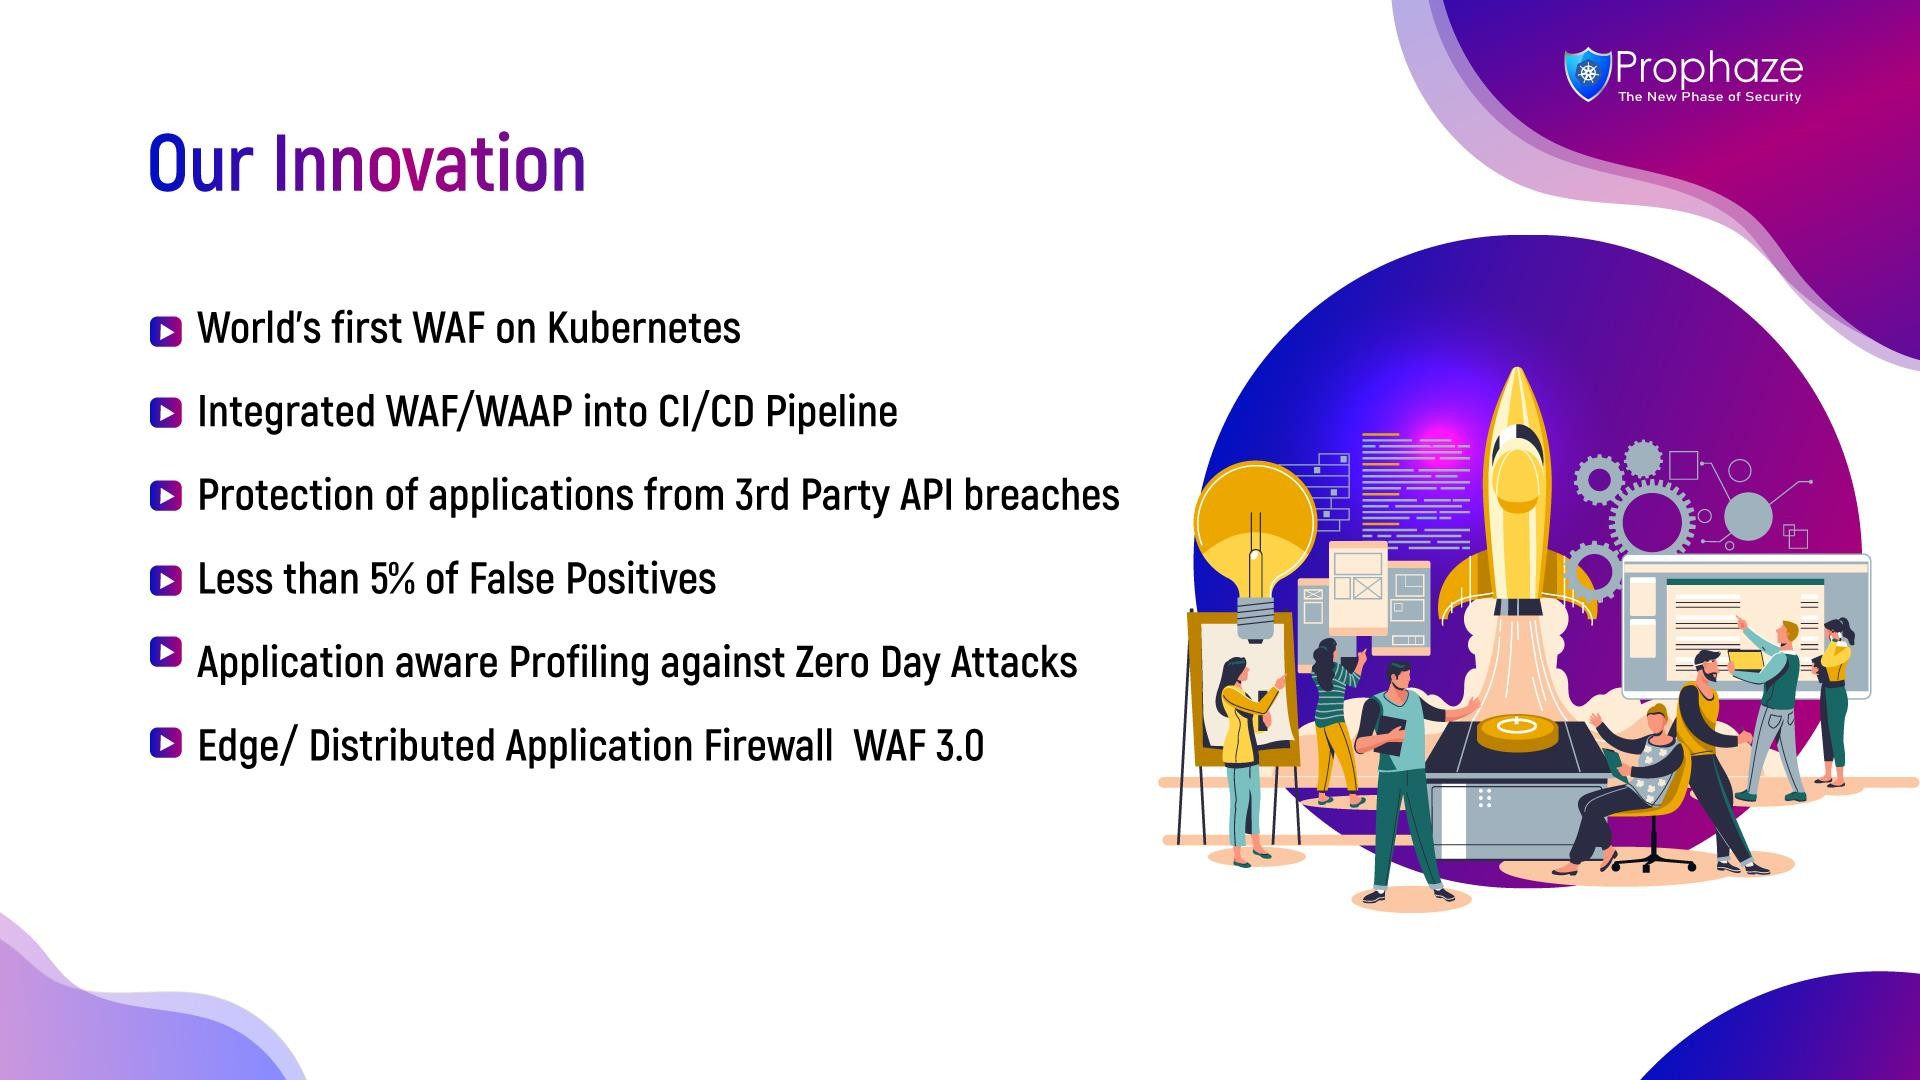 Prophaze
The New Phase of Security
Our Innovation
World's first WAF on Kubernetes
Integrated WAF/WAAP into CI/CD Pipeline
Protection of applications from 3rd Party API breaches
Less than 5% of False Positives
Application aware Profiling against Zero Day Attacks
Edge/ Distributed Application Firewall  WAF 3.0